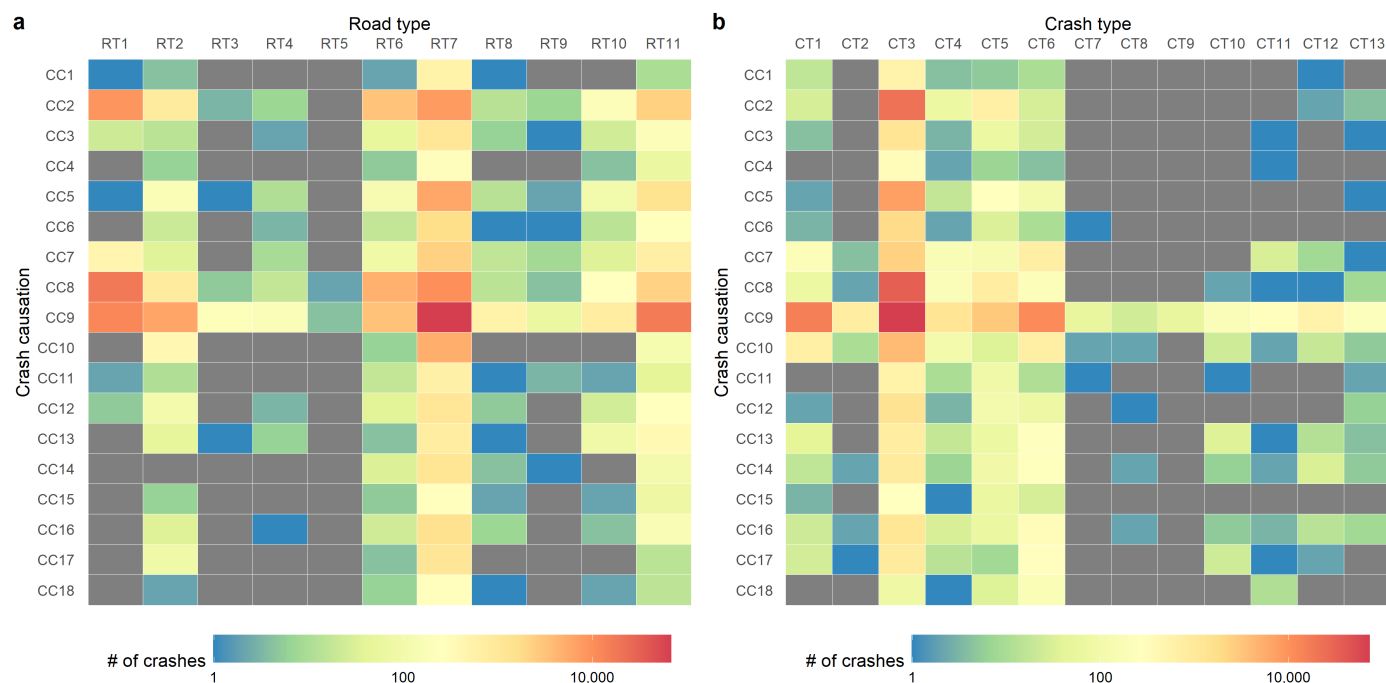 a
Road type
RT1 RT2 RT3 RT4 RT5 RT6 RT7 RT8 RT9 RT10 RT11
Crash causation
CC1
CC2
CC3
CC4
CC5
CC6
CC7
CC8
CC9
CC10
CC11
CC12
CC13
CC14
CC15
CC16
CC17
CC18
# of crashes
1 100 10.000
b
Crash type
CT1 CT2 CT3 CT4 CT5 CT6 CT7 CT8 CT9 CT10 CT11 CT12 CT13
Crash causation
CC1
CC2
CC3
CC4
CC5
CC6
CC7
CC8
CC9
CC10
CC11
CC12
CC13
CC14
CC15
CC16
CC17
CC18
# of crashes
1 100 10.000